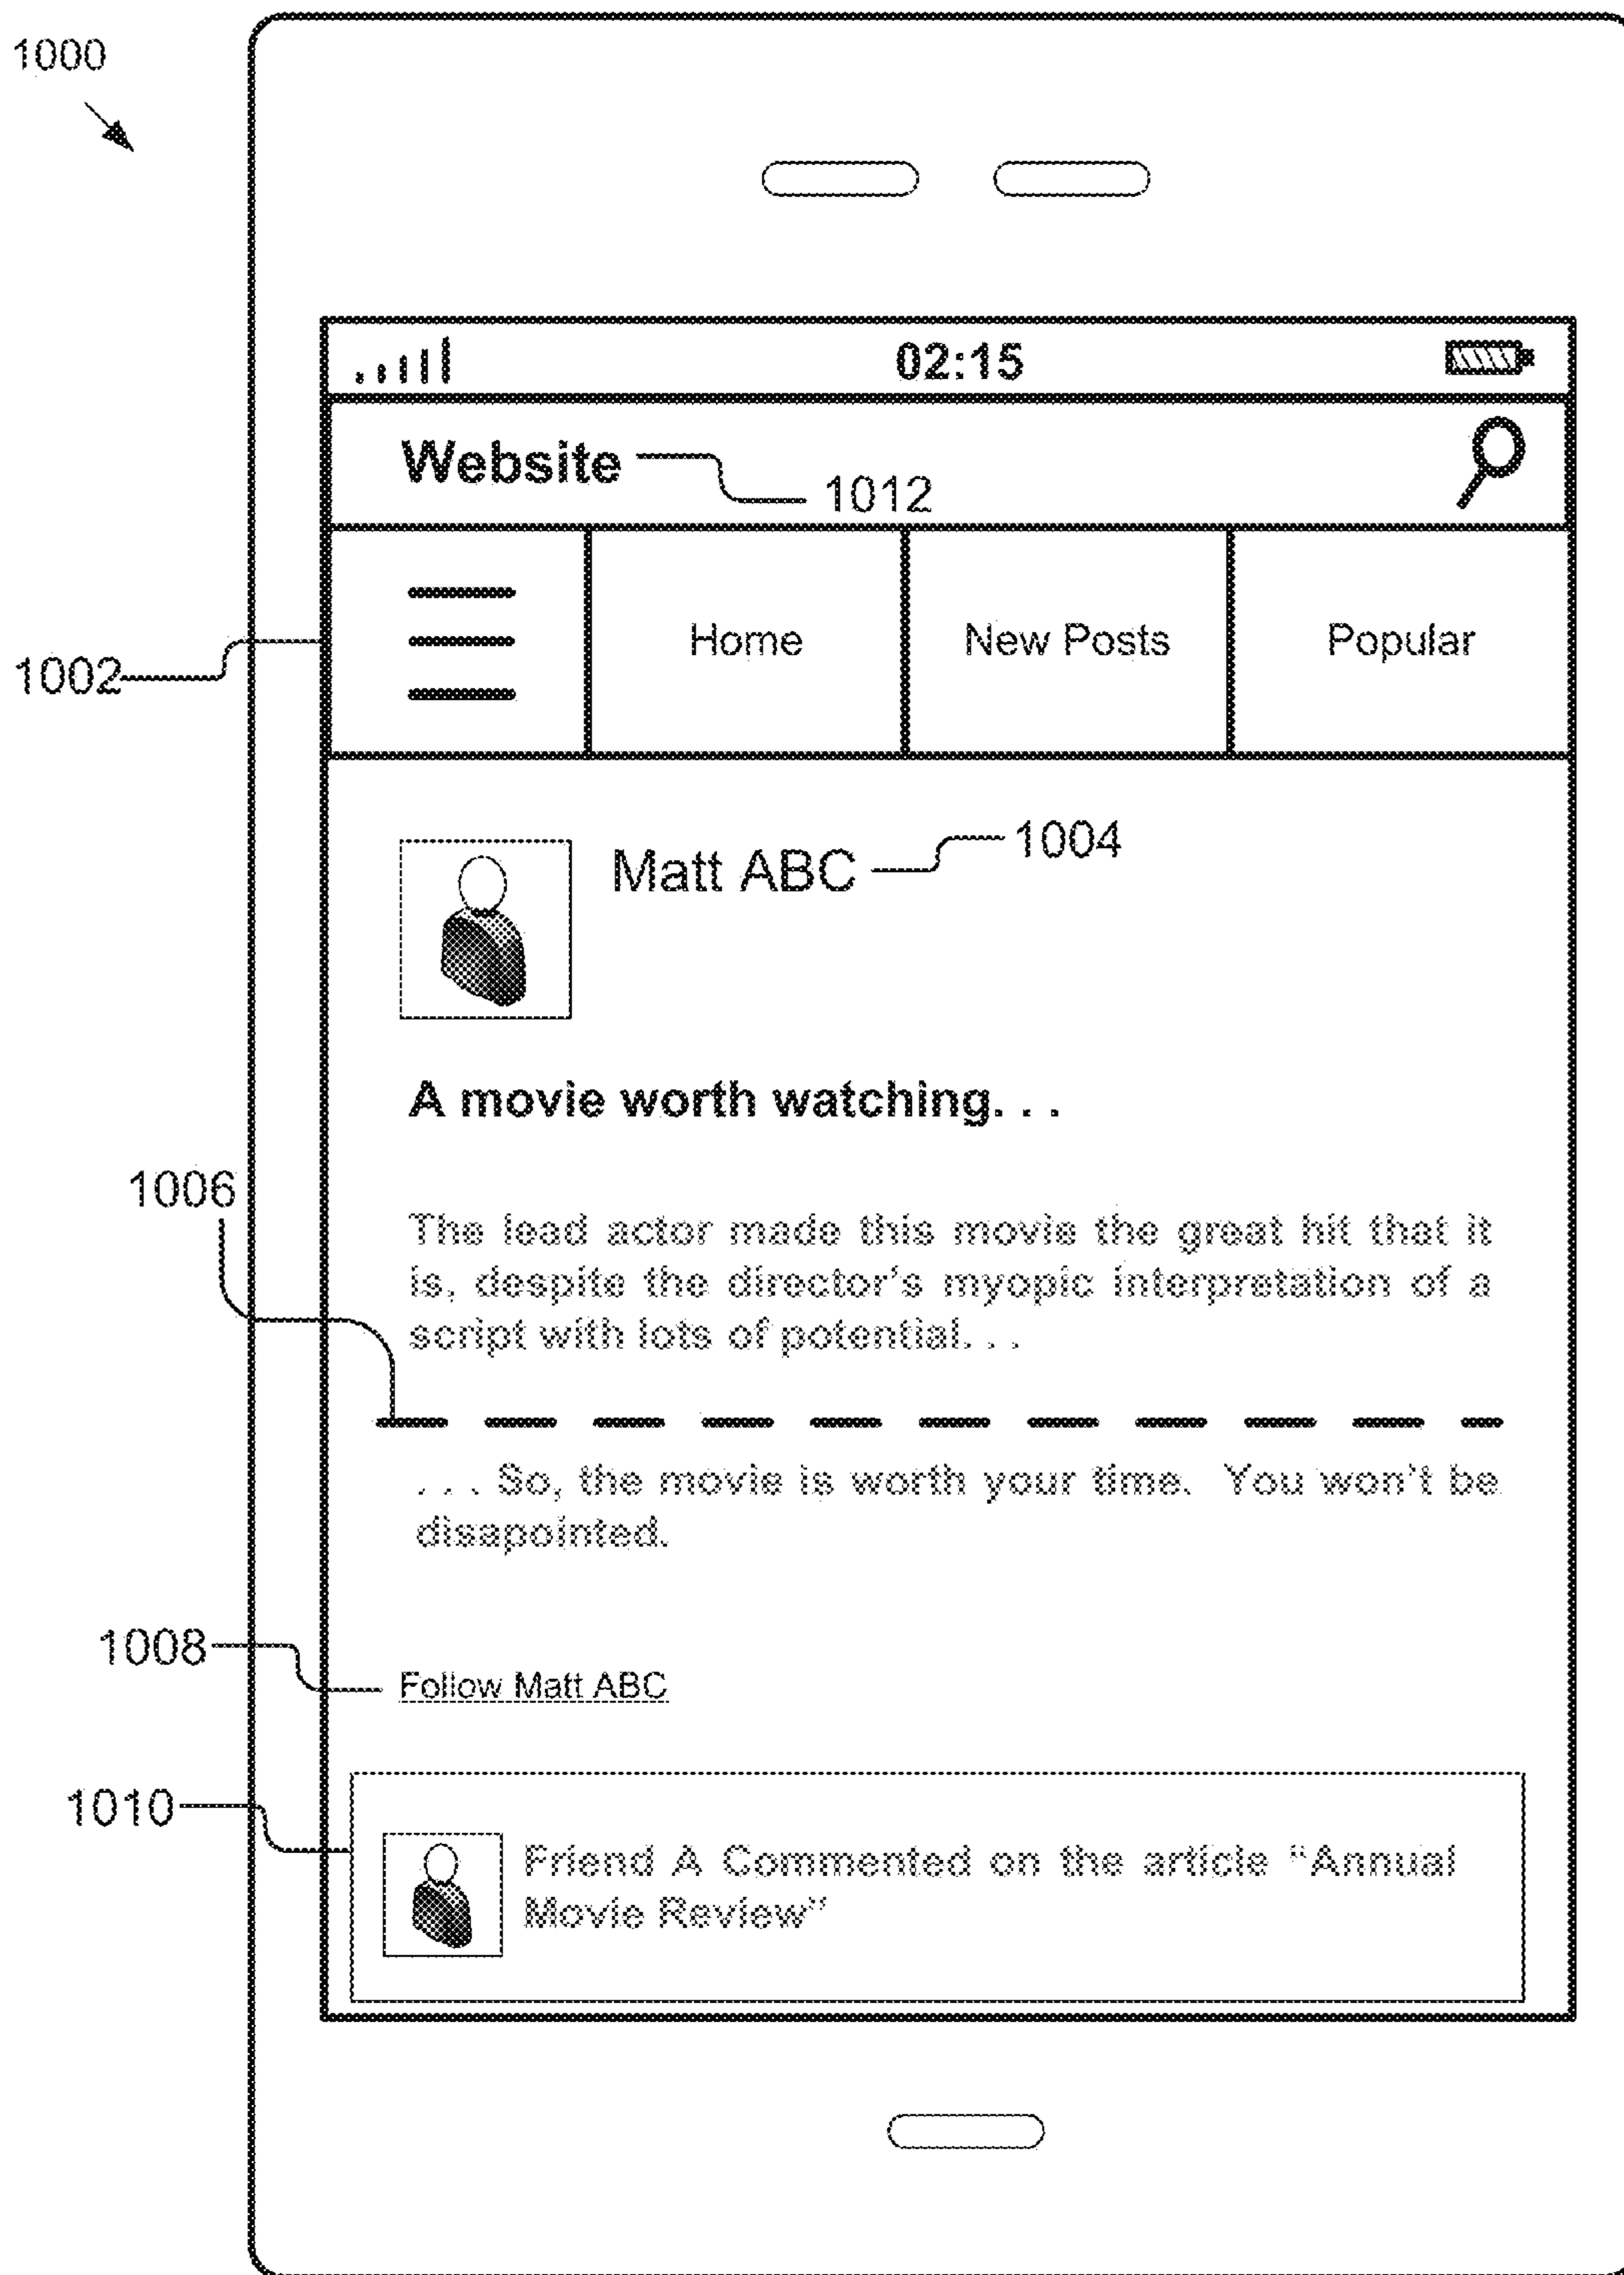 1000
02:15
Website
1012
Home
New Posts
Popular
1002
Matt ABC
1004
A movie worth watching. . .
1006
The lead actor made this movie the great hit that it
is, despite the director's myopic interpretation of a
script with lots of potential. . .
. . . So, the movie is worth your time. You won't be
disapointed.
1008
Follow Matt ABC
1010
Friend A Commented on the article "Annual
Movie Review"